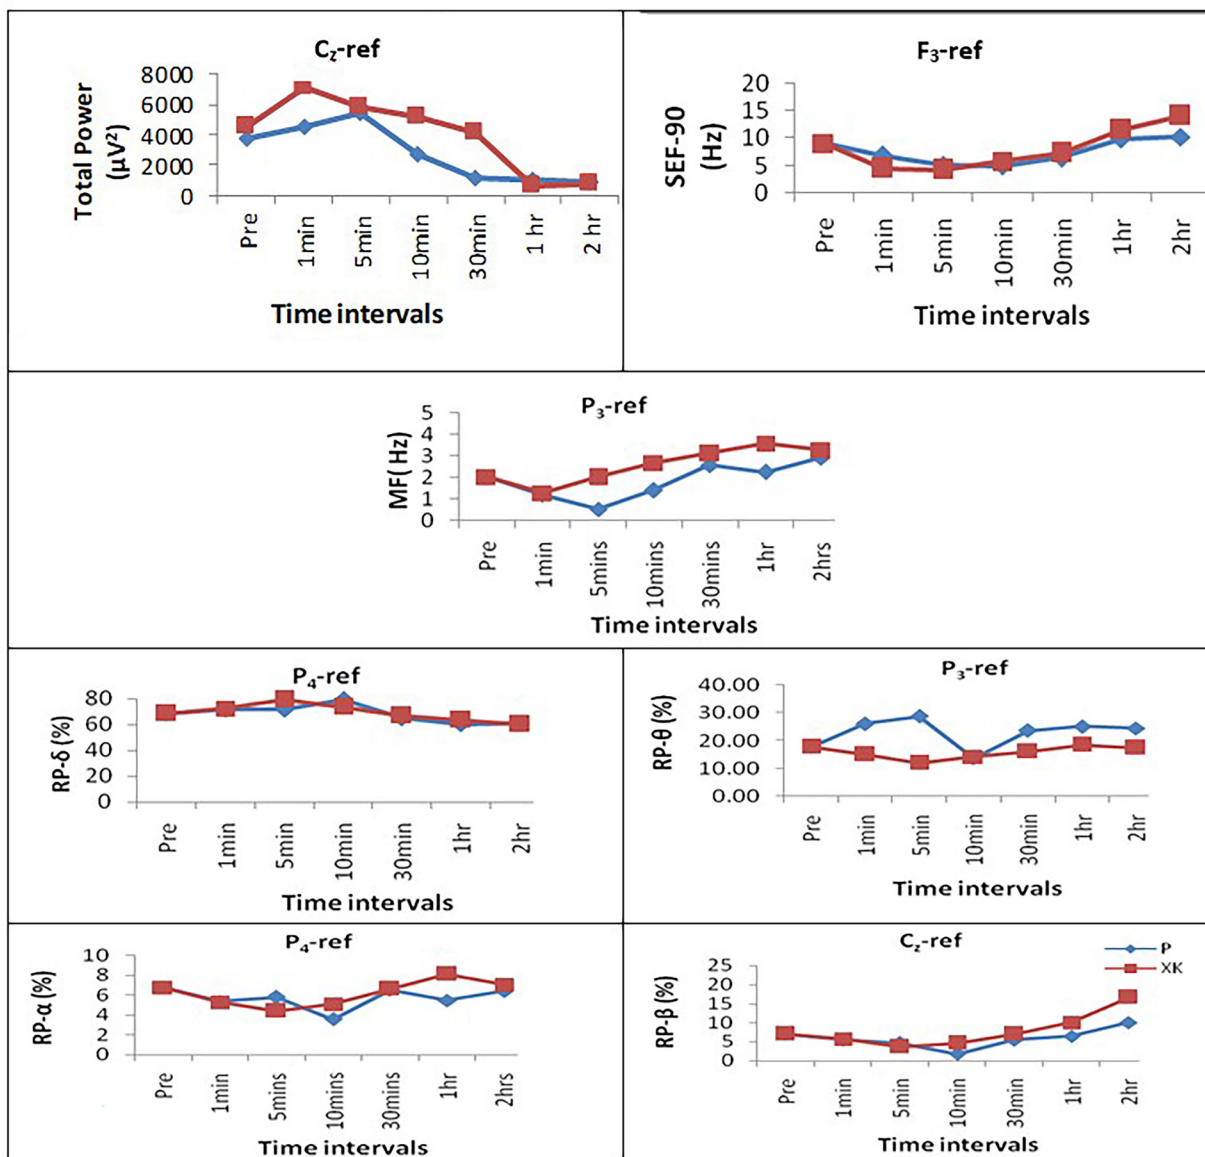 C_z-ref
Total Power
(µV²)
8000
6000
4000
2000
0
Pre
1min
5min
10min
30min
1 hr
2 hr
Time intervals
F₃-ref
SEF-90
(Hz)
20
15
10
5
0
Pre
1min
5min
10min
30min
1hr
2hr
Time intervals
P₃-ref
MF( Hz)
5
4
3
2
1
0
Pre
1min
5mins
10mins
30mins
1hr
2hrs
Time intervals
P₄-ref
RP-δ (%)
80
60
40
20
0
Pre
1min
5min
10min
30min
1hr
2hr
Time intervals
P₃-ref
RP-θ (%)
40.00
30.00
20.00
10.00
0.00
Pre
1min
5min
10min
30min
1hr
2hr
Time intervals
P₄-ref
RP-α (%)
10
8
6
4
2
0
Pre
1min
5mins
10mins
30mins
1hr
2hrs
Time intervals
C_z-ref
P
XK
RP-β (%)
25
20
15
10
5
0
Pre
1min
5min
10min
30min
1hr
2hr
Time intervals